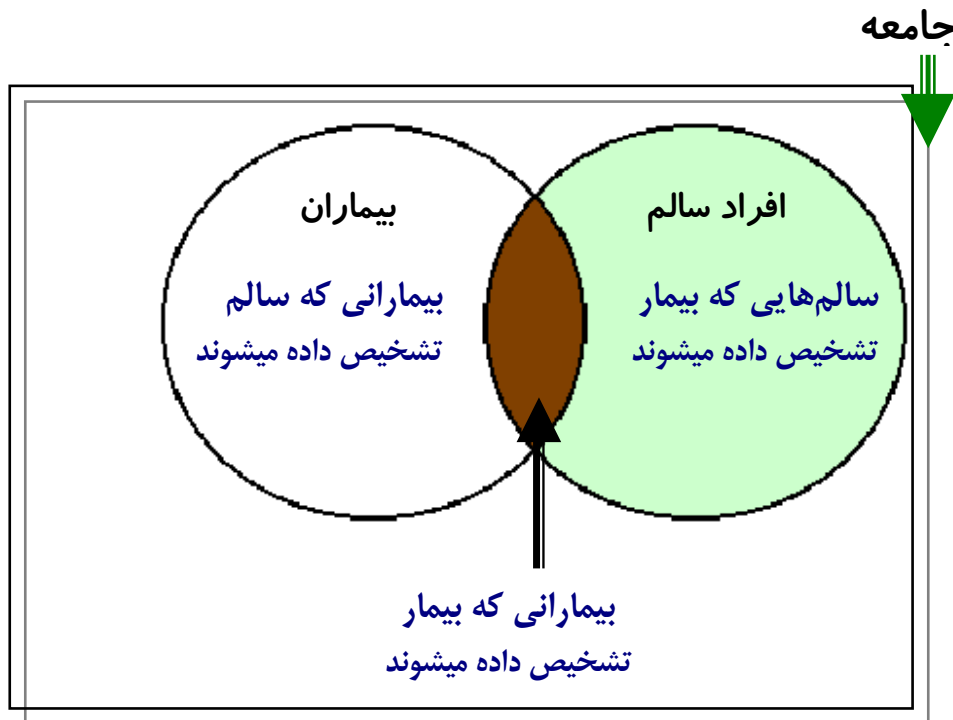 جامعه
افراد سالم
سالم‌هایی که بیمار
تشخیص داده میشوند
بیماران
بیمارانی که سالم
تشخیص داده میشوند
بیمارانی که بیمار
تشخیص داده میشوند